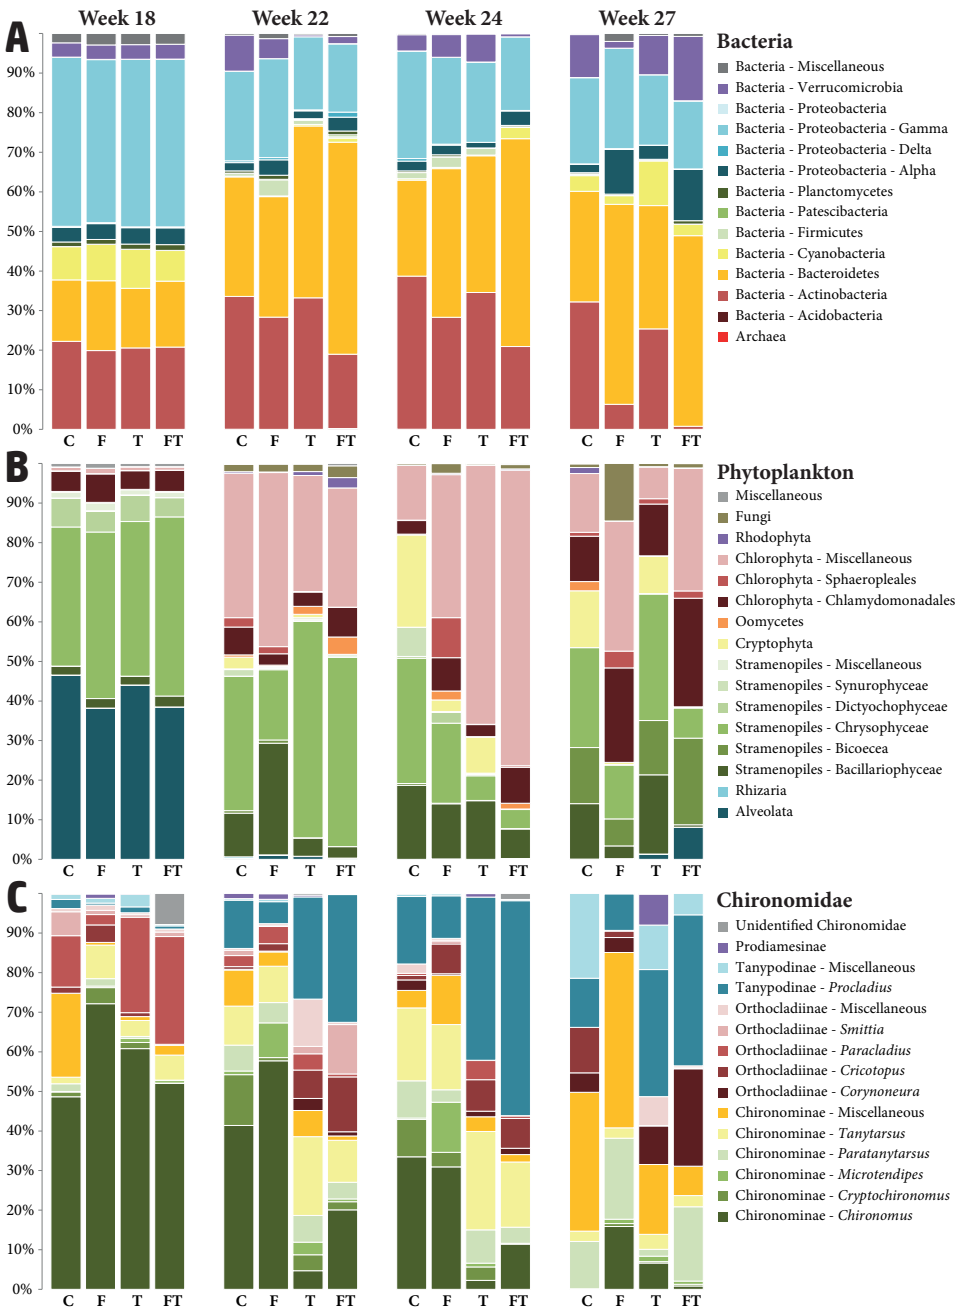 Week 18 Week 22 Week 24 Week 27
A
90%
80%
70%
60%
50%
40%
30%
20%
10%
0%
C F T FT C F T FT C F T FT C F T FT
Bacteria
Bacteria - Miscellaneous
Bacteria - Verrucomicrobia
Bacteria - Proteobacteria
Bacteria - Proteobacteria - Gamma
Bacteria - Proteobacteria - Delta
Bacteria - Proteobacteria - Alpha
Bacteria - Planctomycetes
Bacteria - Patescibacteria
Bacteria - Firmicutes
Bacteria - Cyanobacteria
Bacteria - Bacteroidetes
Bacteria - Actinobacteria
Bacteria - Acidobacteria
Archaea
B
90%
80%
70%
60%
50%
40%
30%
20%
10%
0%
C F T FT C F T FT C F T FT C F T FT
Phytoplankton
Miscellaneous
Fungi
Rhodophyta
Chlorophyta - Miscellaneous
Chlorophyta - Sphaeropleales
Chlorophyta - Chlamydomonadales
Oomycetes
Cryptophyta
Stramenopiles - Miscellaneous
Stramenopiles - Synurophyceae
Stramenopiles - Dictyochophyceae
Stramenopiles - Chrysophyceae
Stramenopiles - Bicoecea
Stramenopiles - Bacillariophyceae
Rhizaria
Alveolata
C
90%
80%
70%
60%
50%
40%
30%
20%
10%
0%
C F T FT C F T FT C F T FT C F T FT
Chironomidae
Unidentified Chironomidae
Prodiamesinae
Tanypodinae - Miscellaneous
Tanypodinae - Procladius
Orthocladiinae - Miscellaneous
Orthocladiinae - Smittia
Orthocladiinae - Paracladius
Orthocladiinae - Cricotopus
Orthocladiinae - Corynoneura
Chironominae - Miscellaneous
Chironominae - Tanytarsus
Chironominae - Paratanytarsus
Chironominae - Microtendipes
Chironominae - Cryptochironomus
Chironominae - Chironomus